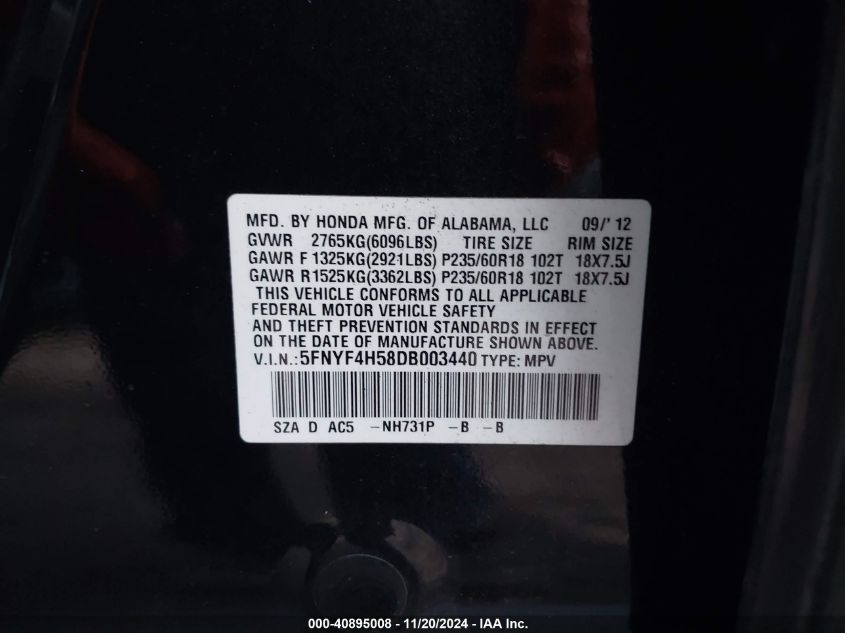 MFD. BY HONDA MFG. OF ALABAMA, LLC 09/' 12
GVWR 2765KG(6096LBS) TIRE SIZE RIM SIZE
GAWR F 1325KG(2921LBS) P235/60R18 102T 18X7.5J
GAWR R1525KG(3362LBS) P235/60R18 102T 18X7.5J
THIS VEHICLE CONFORMS TO ALL APPLICABLE
FEDERAL MOTOR VEHICLE SAFETY
AND THEFT PREVENTION STANDARDS IN EFFECT
ON THE DATE OF MANUFACTURE SHOWN ABOVE.
V.I.N.:5FNYF4H58DB003440 TYPE: MPV
SZA D AC5 -NH731P -B -B
000-40895008 - 11/20/2024 - IAA Inc.